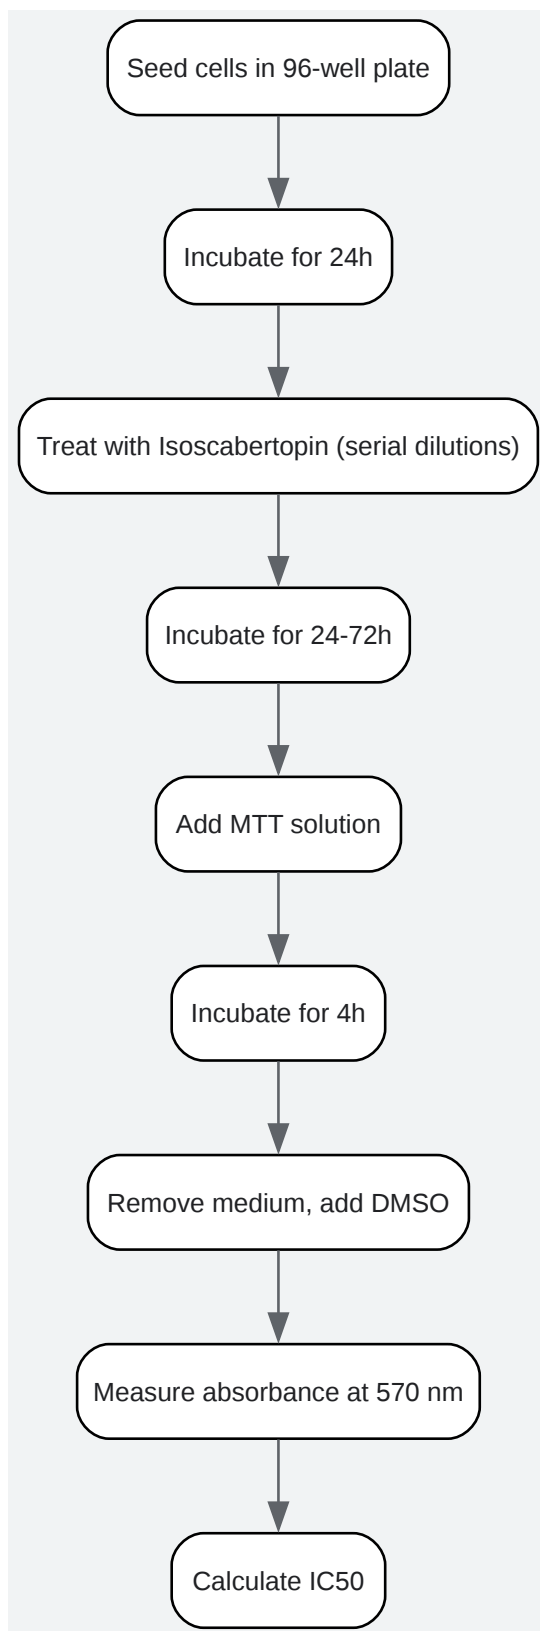 Seed cells in 96-well plate
Incubate for 24h
Treat with Isoscabertopin (serial dilutions)
Incubate for 24-72h
Add MTT solution
Incubate for 4h
Remove medium, add DMSO
Measure absorbance at 570 nm
Calculate IC50